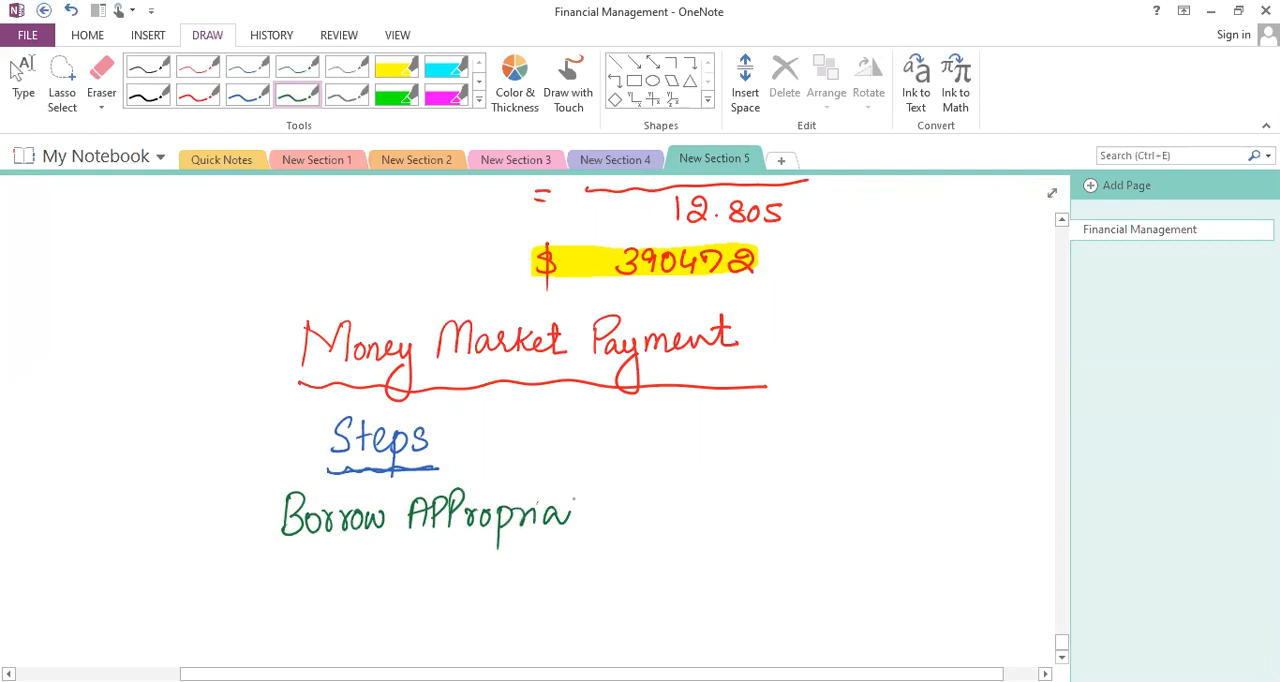 Financial Management - OneNote
? Sign in
FILE HOME INSERT DRAW HISTORY REVIEW VIEW
Type Lasso Select Eraser Color & Thickness Draw with Touch Insert Space Delete Arrange Rotate Ink to Text Ink to Math
Tools Shapes Edit Convert
My Notebook Quick Notes New Section 1 New Section 2 New Section 3 New Section 4 New Section 5 Search (Ctrl+E)
Add Page
Financial Management
= 12.805
$ 390472
Money Market Payment
Steps
Borrow APPropria